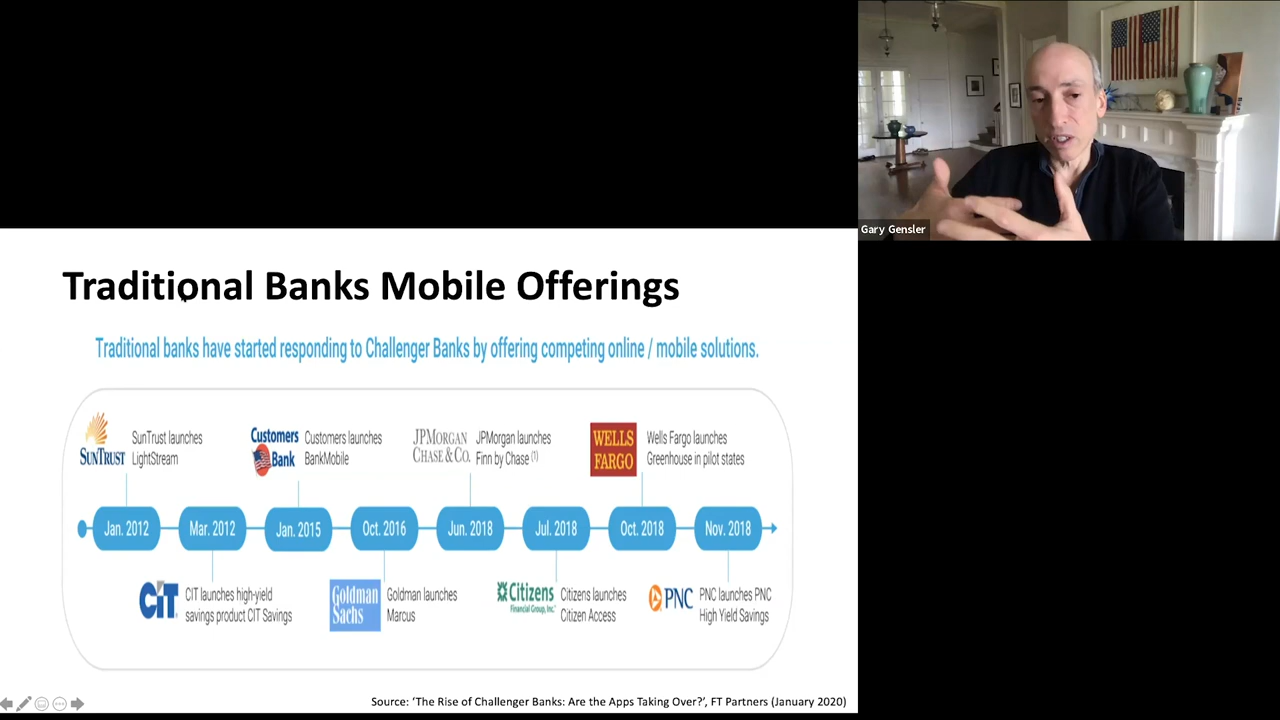 Gary Gensler
Traditional Banks Mobile Offerings
Traditional banks have started responding to Challenger Banks by offering competing online / mobile solutions.
SUNTRUST
SunTrust launches
LightStream
Customers
Bank
Customers launches
BankMobile
JPMORGAN
CHASE & CO.
JPMorgan launches
Finn by Chase (1)
WELLS
FARGO
Wells Fargo launches
Greenhouse in pilot states
Jan. 2012
Mar. 2012
Jan. 2015
Oct. 2016
Jun. 2018
Jul. 2018
Oct. 2018
Nov. 2018
CIT
CIT launches high-yield
savings product CIT Savings
Goldman
Sachs
Goldman launches
Marcus
Citizens
Financial Group, Inc.
Citizens launches
Citizen Access
PNC
PNC launches PNC
High Yield Savings
Source: ‘The Rise of Challenger Banks: Are the Apps Taking Over?’, FT Partners (January 2020)